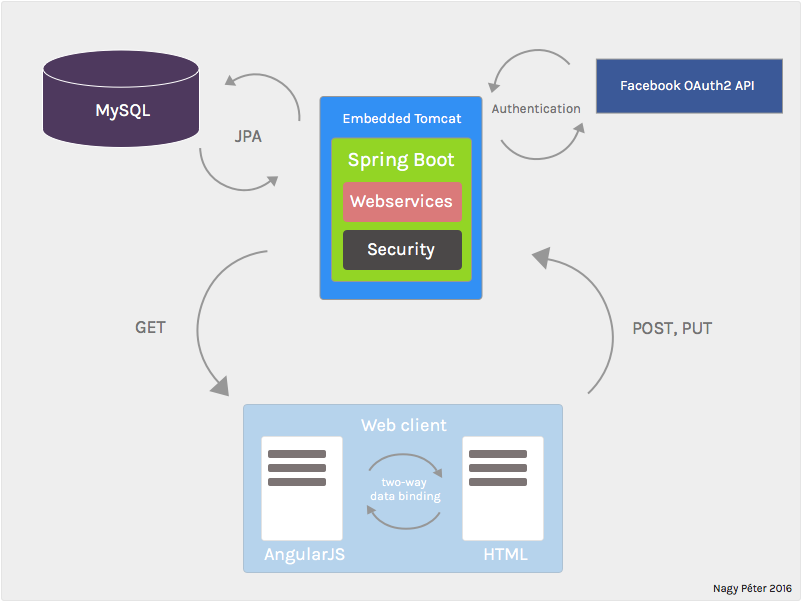 MySQL
JPA
Embedded Tomcat
Spring Boot
Webservices
Security
Authentication
Facebook OAuth2 API
GET
POST, PUT
Web client
two-way
data binding
AngularJS
HTML
Nagy Péter 2016